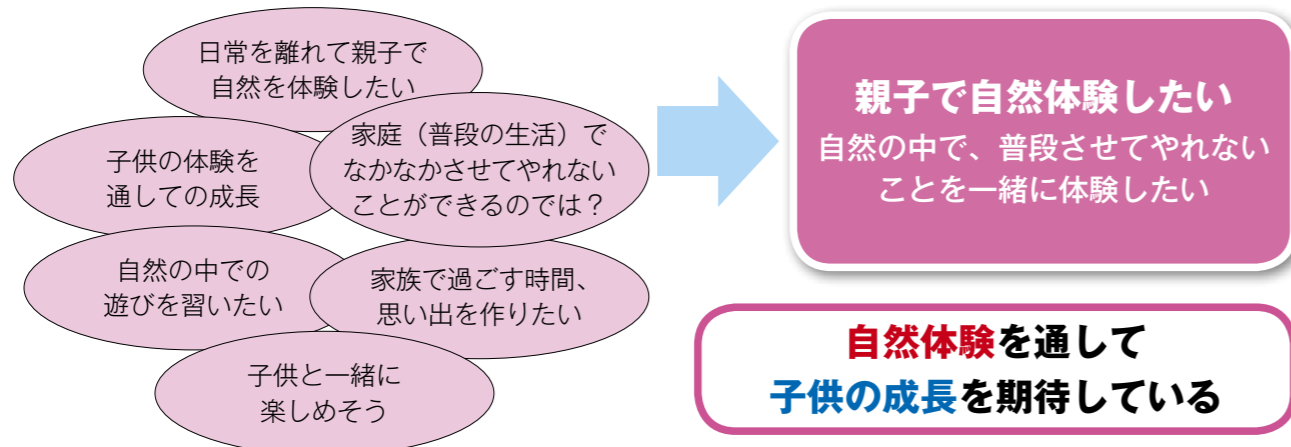 日常を離れて親子で
自然を体験したい
家庭（普段の生活）で
なかなかさせてやれない
ことができるのでは？
子供の体験を
通しての成長
自然の中での
遊びを習いたい
家族で過ごす時間、
思い出を作りたい
子供と一緒に
楽しめそう
親子で自然体験したい
自然の中で、普段させてやれない
ことを一緒に体験したい
自然体験を通して
子供の成長を期待している